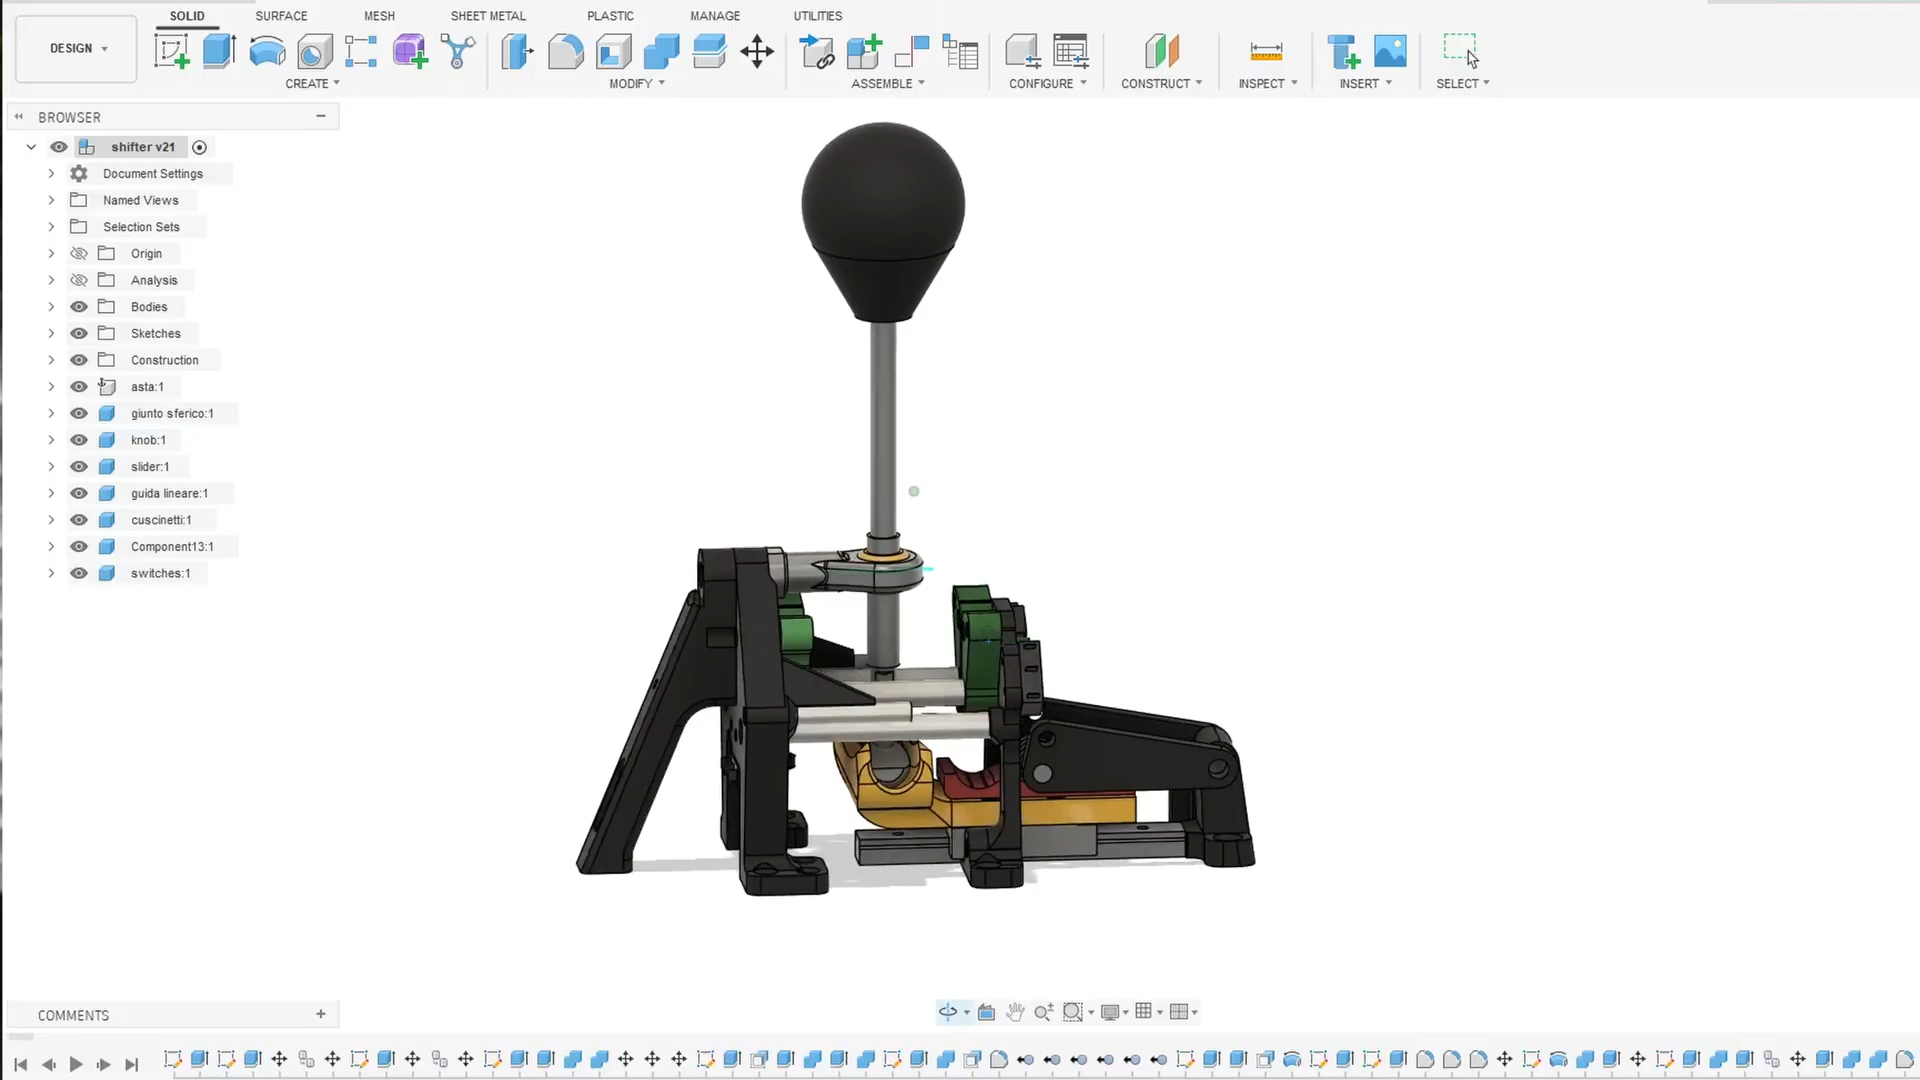 SOLID SURFACE MESH SHEET METAL PLASTIC MANAGE UTILITIES
DESIGN
CREATE MODIFY ASSEMBLE CONFIGURE CONSTRUCT INSPECT INSERT SELECT
BROWSER
shifter v21
Document Settings
Named Views
Selection Sets
Origin
Analysis
Bodies
Sketches
Construction
asta:1
giunto sferico:1
knob:1
slider:1
guida lineare:1
cuscinetti:1
Component13:1
switches:1
COMMENTS